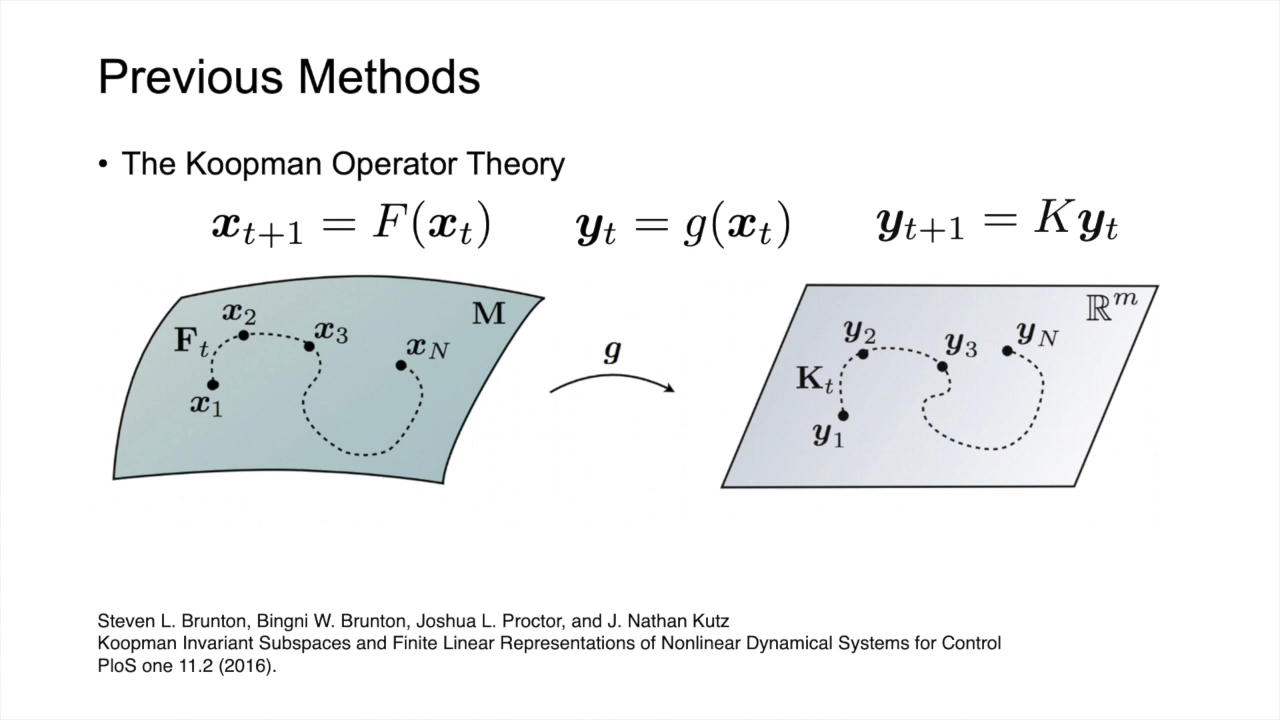 Previous Methods
• The Koopman Operator Theory
x_{t+1} = F(x_t) y_t = g(x_t) y_{t+1} = Ky_t
M
x_2
x_3
F_t
x_N
x_1
g
ℝ^m
y_2
y_3
y_N
K_t
y_1
Steven L. Brunton, Bingni W. Brunton, Joshua L. Proctor, and J. Nathan Kutz
Koopman Invariant Subspaces and Finite Linear Representations of Nonlinear Dynamical Systems for Control
PloS one 11.2 (2016).